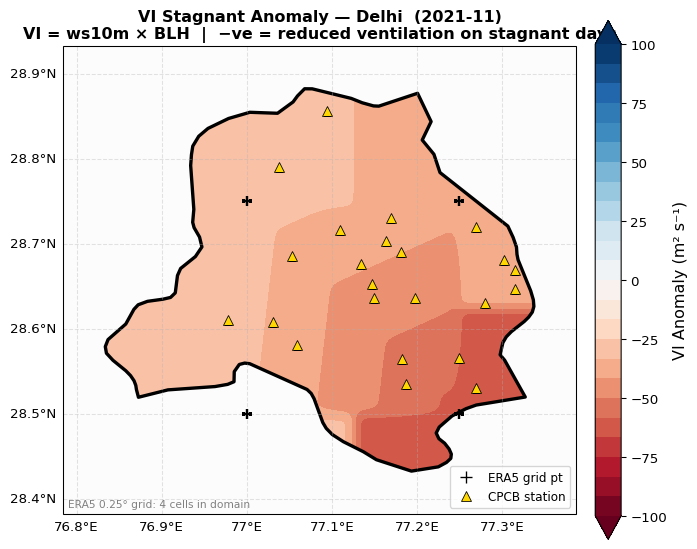 VI Stagnant Anomaly — Delhi  (2021-11)
VI = ws10m × BLH  |  −ve = reduced ventilation on stagnant
28.9°N
28.8°N
28.7°N
28.6°N
28.5°N
28.4°N
76.8°E
76.9°E
77°E
77.1°E
77.2°E
77.3°E
ERA5 0.25° grid: 4 cells in domain
ERA5 grid pt
CPCB station
100
75
50
25
0
−25
−50
−75
−100
VI Anomaly (m² s⁻¹)